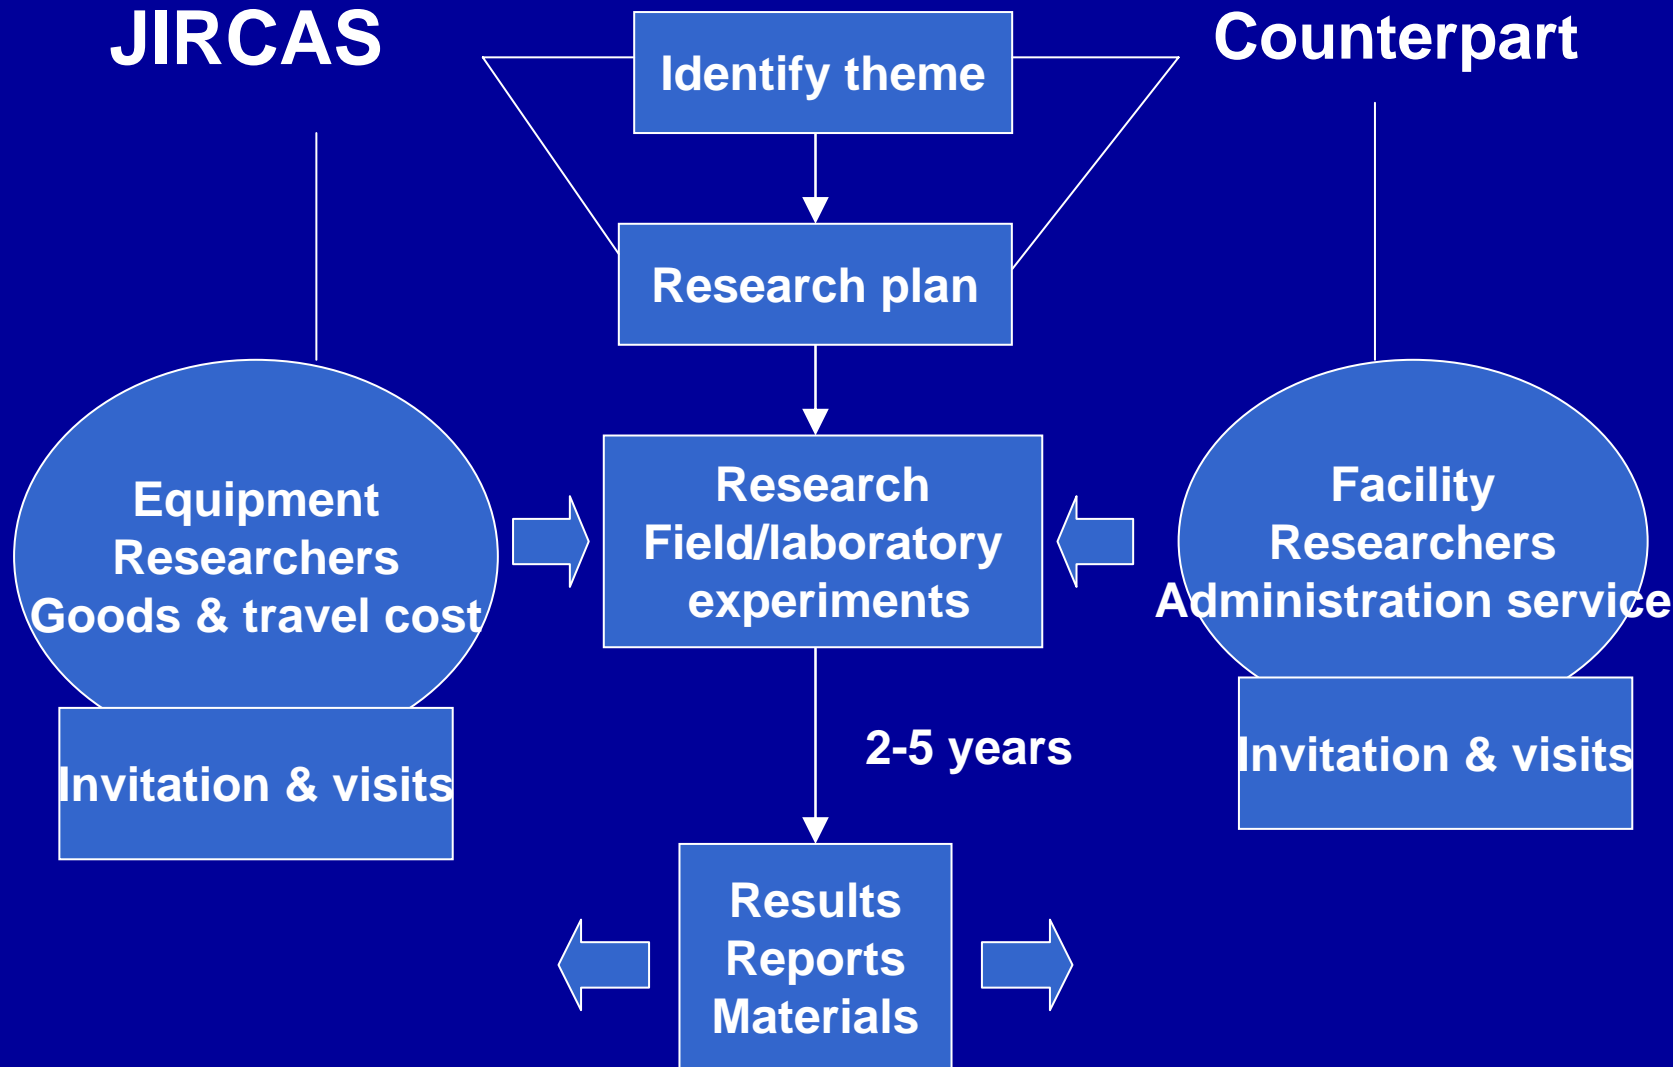 JIRCAS
Counterpart
Identify theme
Research plan
Equipment
Researchers
Goods & travel cost
Research
Field/laboratory
experiments
Facility
Researchers
Administration service
Invitation & visits
2-5 years
Invitation & visits
Results
Reports
Materials